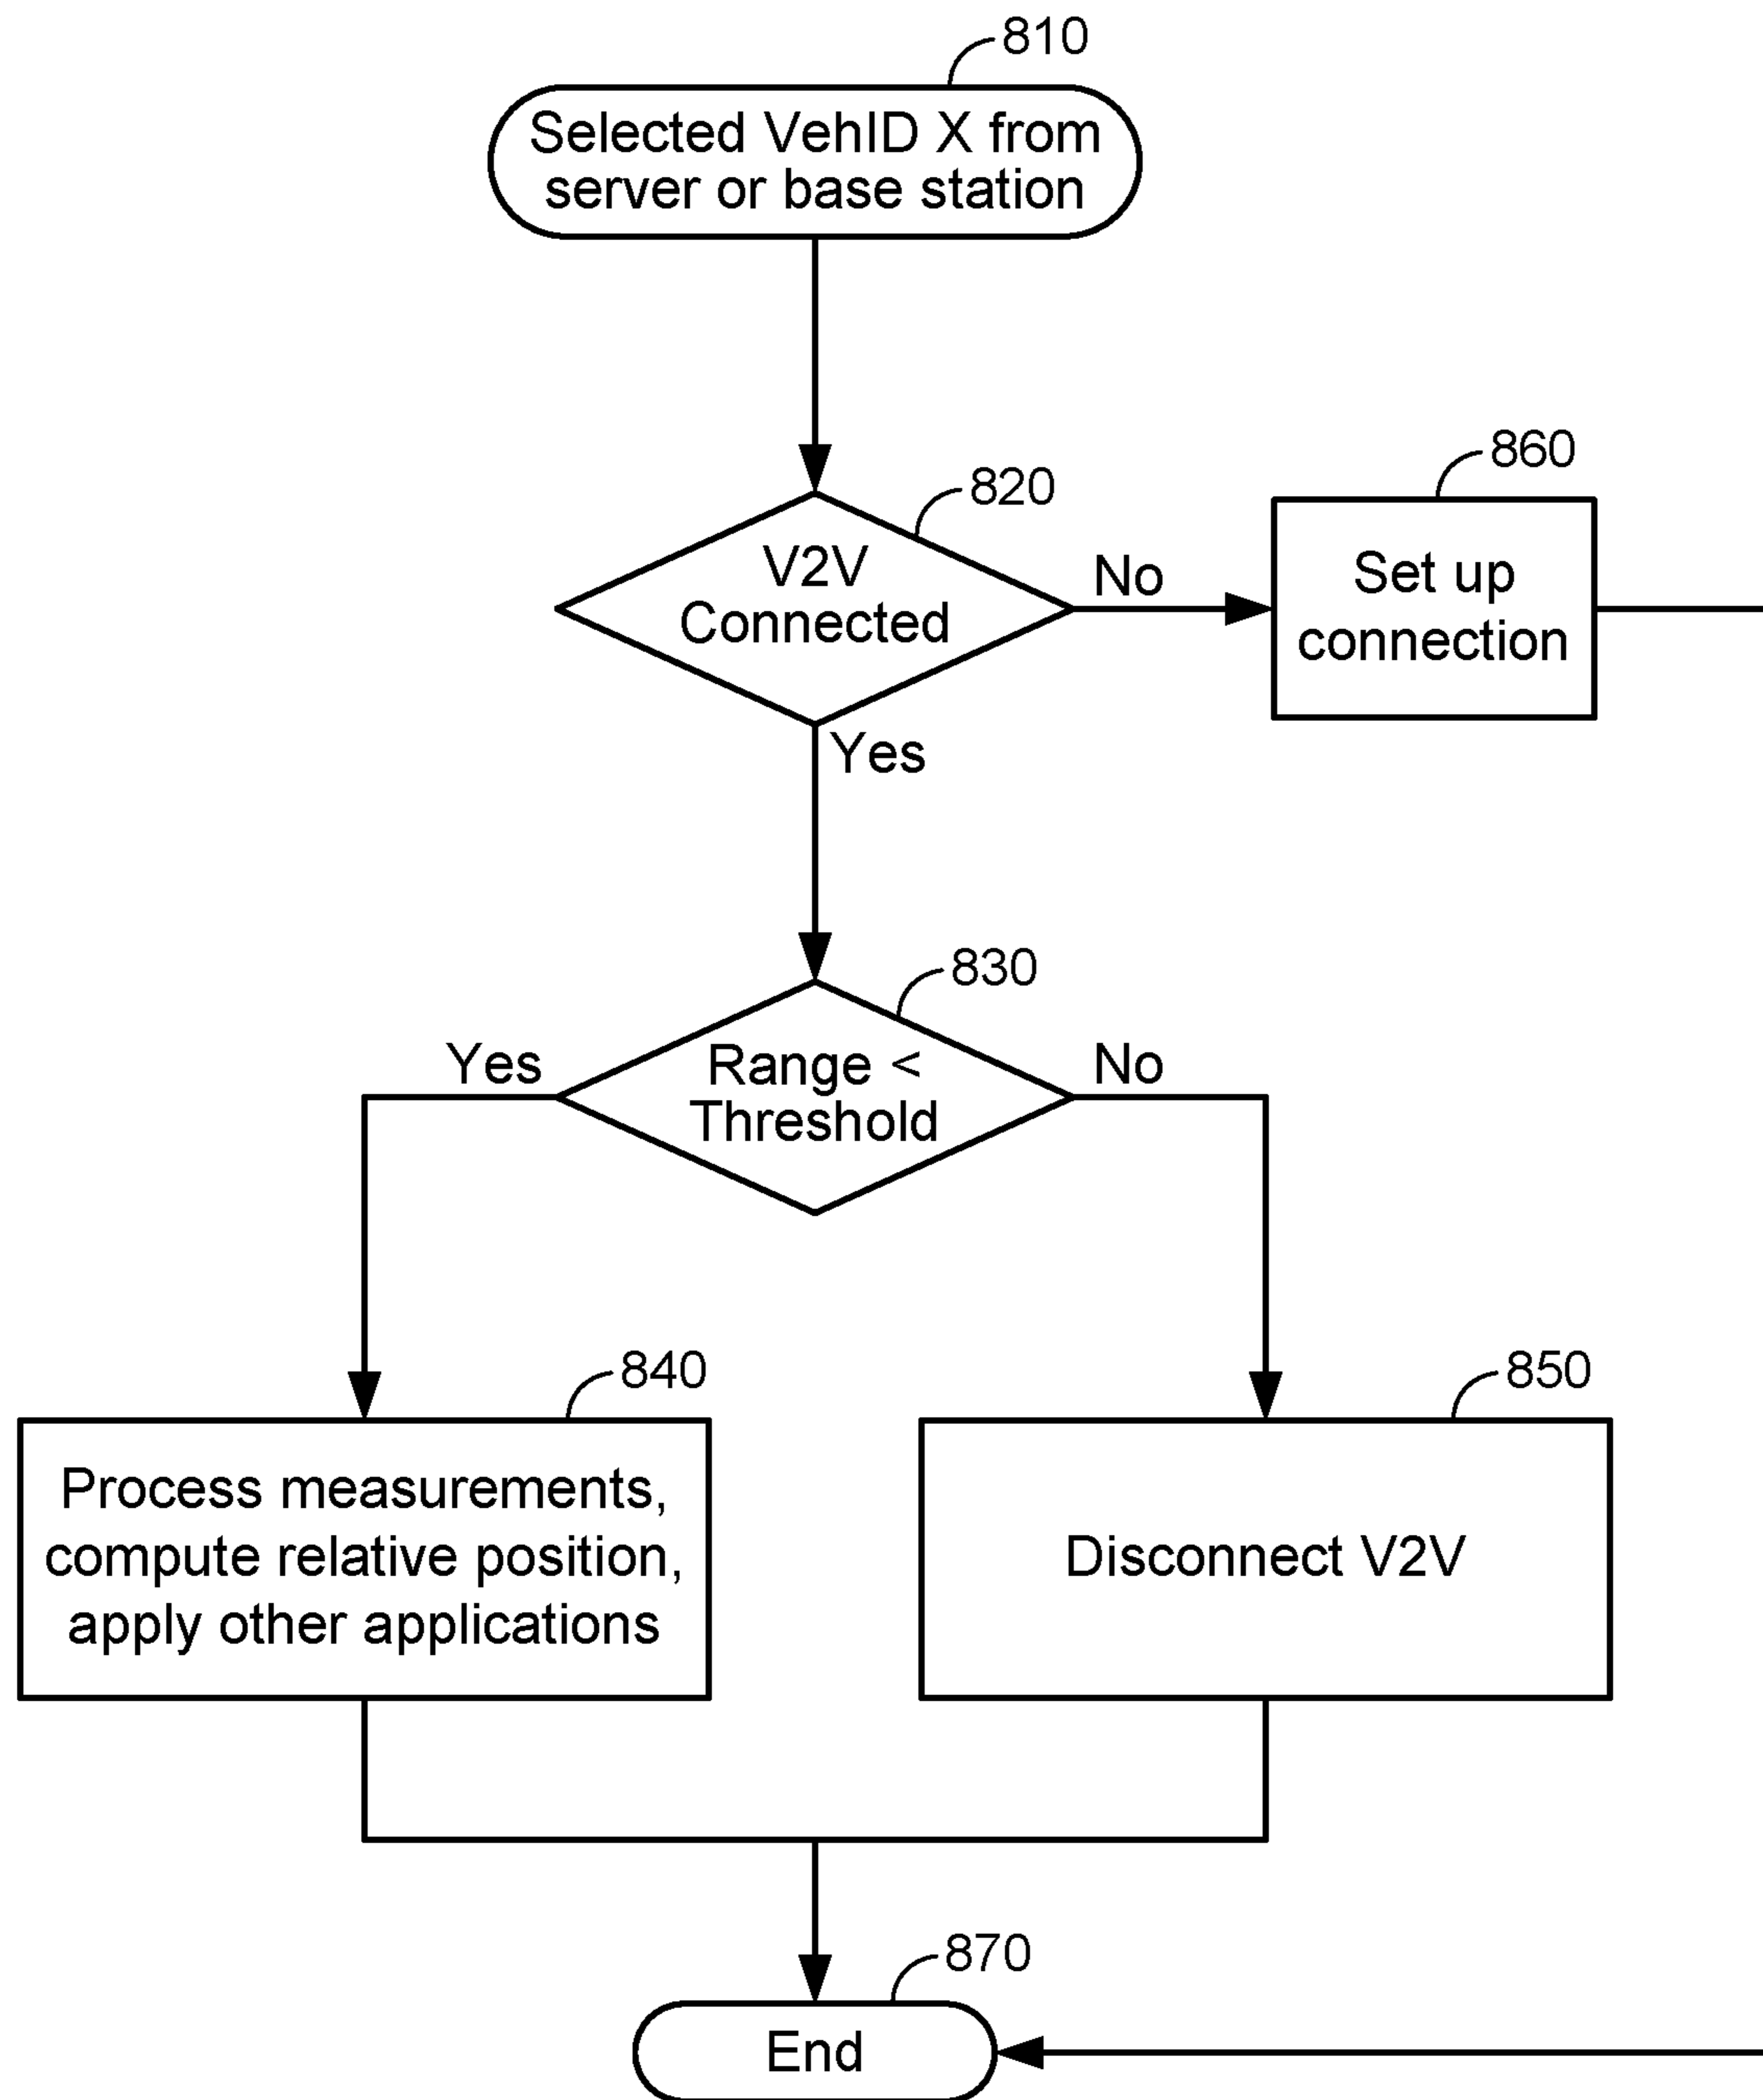 810
Selected VehID X from
server or base station
820
V2V
Connected
No
860
Set up
connection
Yes
830
Range <
Threshold
Yes
No
840
Process measurements,
compute relative position,
apply other applications
850
Disconnect V2V
870
End